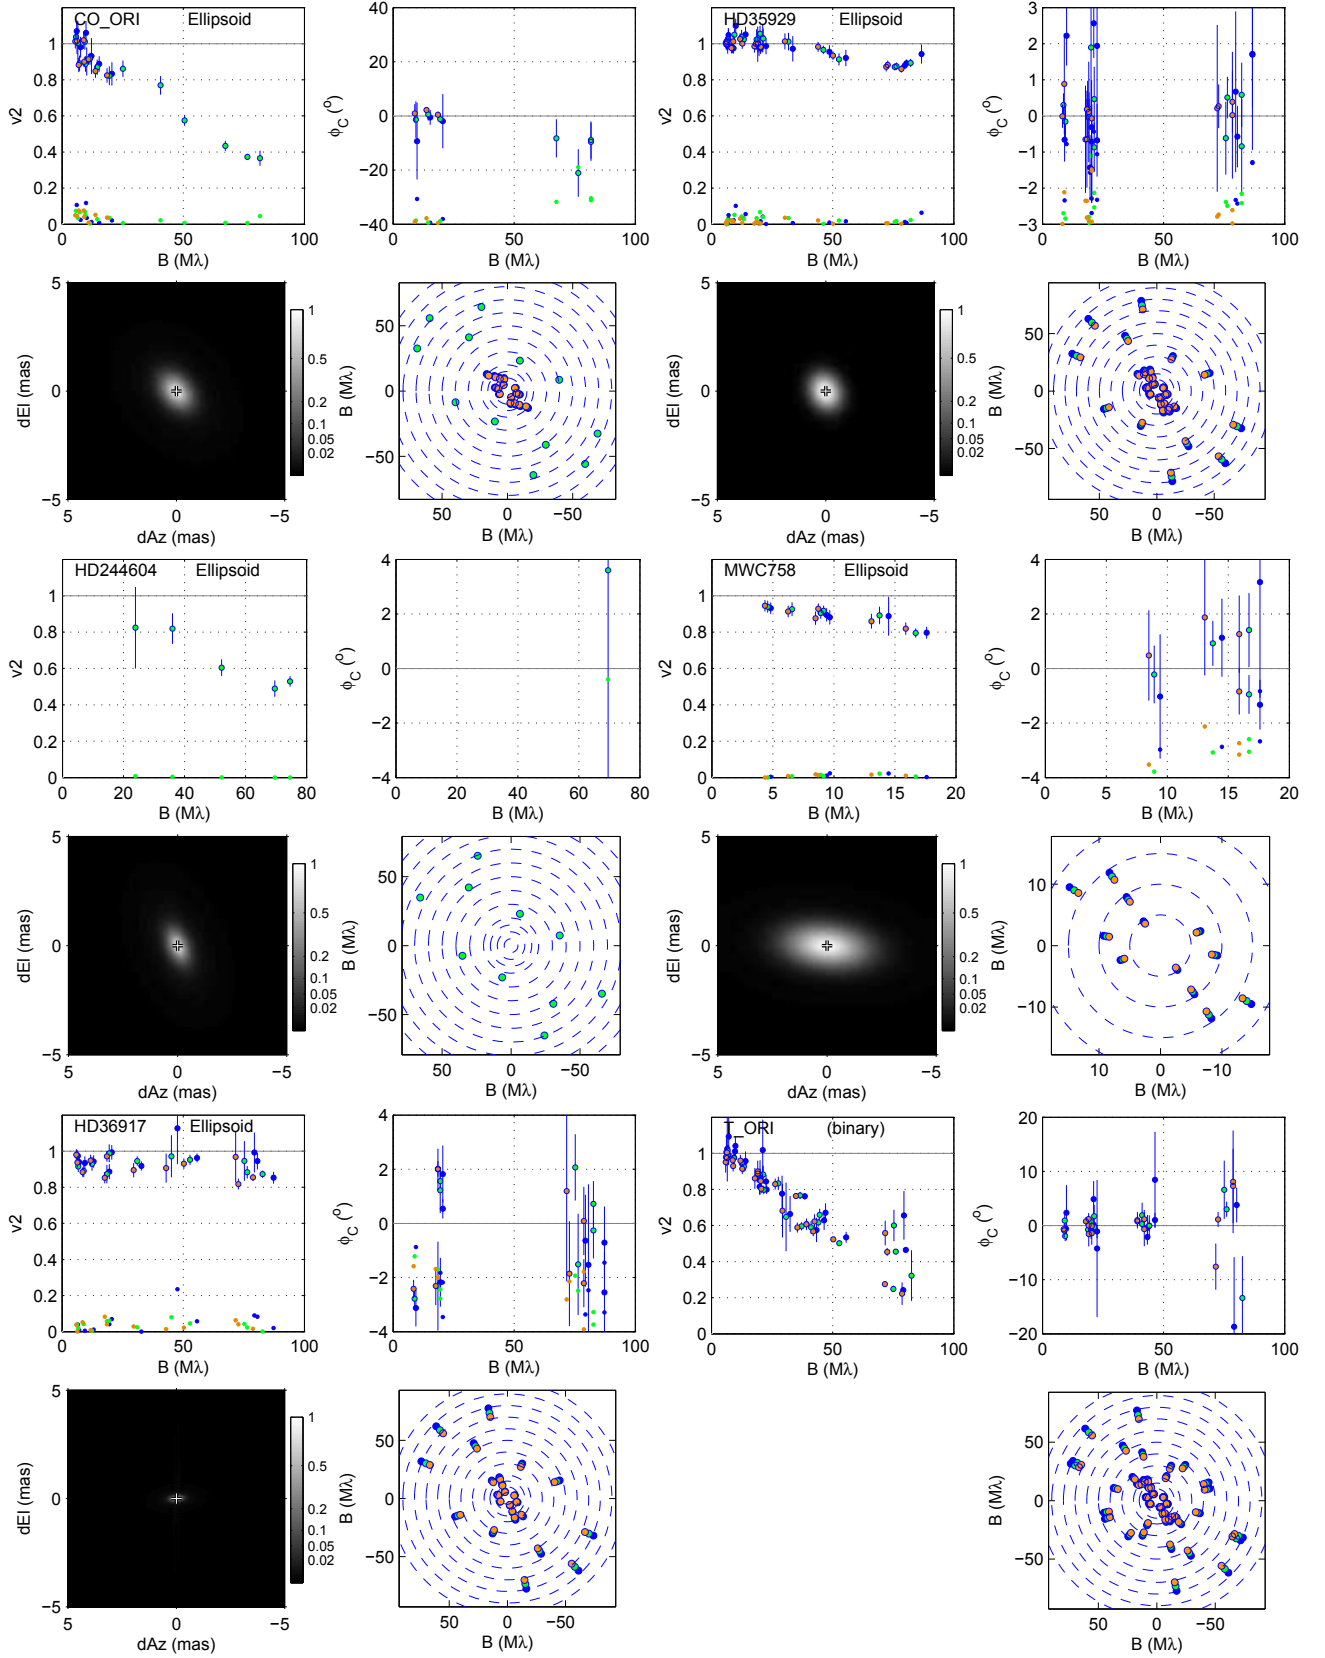 CO_ORI Ellipsoid
v2
1
0.8
0.6
0.4
0.2
0
0 50 100
B (Mλ)
ϕC (o)
40
20
0
−20
−40
0 50 100
B (Mλ)
HD35929 Ellipsoid
v2
1
0.8
0.6
0.4
0.2
0
0 50 100
B (Mλ)
ϕC (o)
3
2
1
0
−1
−2
−3
0 50 100
B (Mλ)
dEl (mas)
5
0
−5
5 0 −5
dAz (mas)
1
0.5
0.2
0.1
0.05
0.02
B (Mλ)
50
0
−50
50 0 −50
B (Mλ)
dEl (mas)
5
0
−5
5 0 −5
dAz (mas)
1
0.5
0.2
0.1
0.05
0.02
B (Mλ)
50
0
−50
50 0 −50
B (Mλ)
HD244604 Ellipsoid
v2
1
0.8
0.6
0.4
0.2
0
0 20 40 60 80
B (Mλ)
ϕC (o)
4
2
0
−2
−4
0 20 40 60 80
B (Mλ)
MWC758 Ellipsoid
v2
1
0.8
0.6
0.4
0.2
0
0 5 10 15 20
B (Mλ)
ϕC (o)
4
2
0
−2
−4
0 5 10 15 20
B (Mλ)
dEl (mas)
5
0
−5
5 0 −5
dAz (mas)
1
0.5
0.2
0.1
0.05
0.02
B (Mλ)
50
0
−50
50 0 −50
B (Mλ)
dEl (mas)
5
0
−5
5 0 −5
dAz (mas)
1
0.5
0.2
0.1
0.05
0.02
B (Mλ)
10
0
−10
10 0 −10
B (Mλ)
HD36917 Ellipsoid
v2
1
0.8
0.6
0.4
0.2
0
0 50 100
B (Mλ)
ϕC (o)
4
2
0
−2
−4
0 50 100
B (Mλ)
T_ORI (binary)
v2
1
0.8
0.6
0.4
0.2
0
0 50 100
B (Mλ)
ϕC (o)
20
10
0
−10
−20
0 50 100
B (Mλ)
dEl (mas)
5
0
−5
5 0 −5
dAz (mas)
1
0.5
0.2
0.1
0.05
0.02
B (Mλ)
50
0
−50
50 0 −50
B (Mλ)
B (Mλ)
50
0
−50
50 0 −50
B (Mλ)